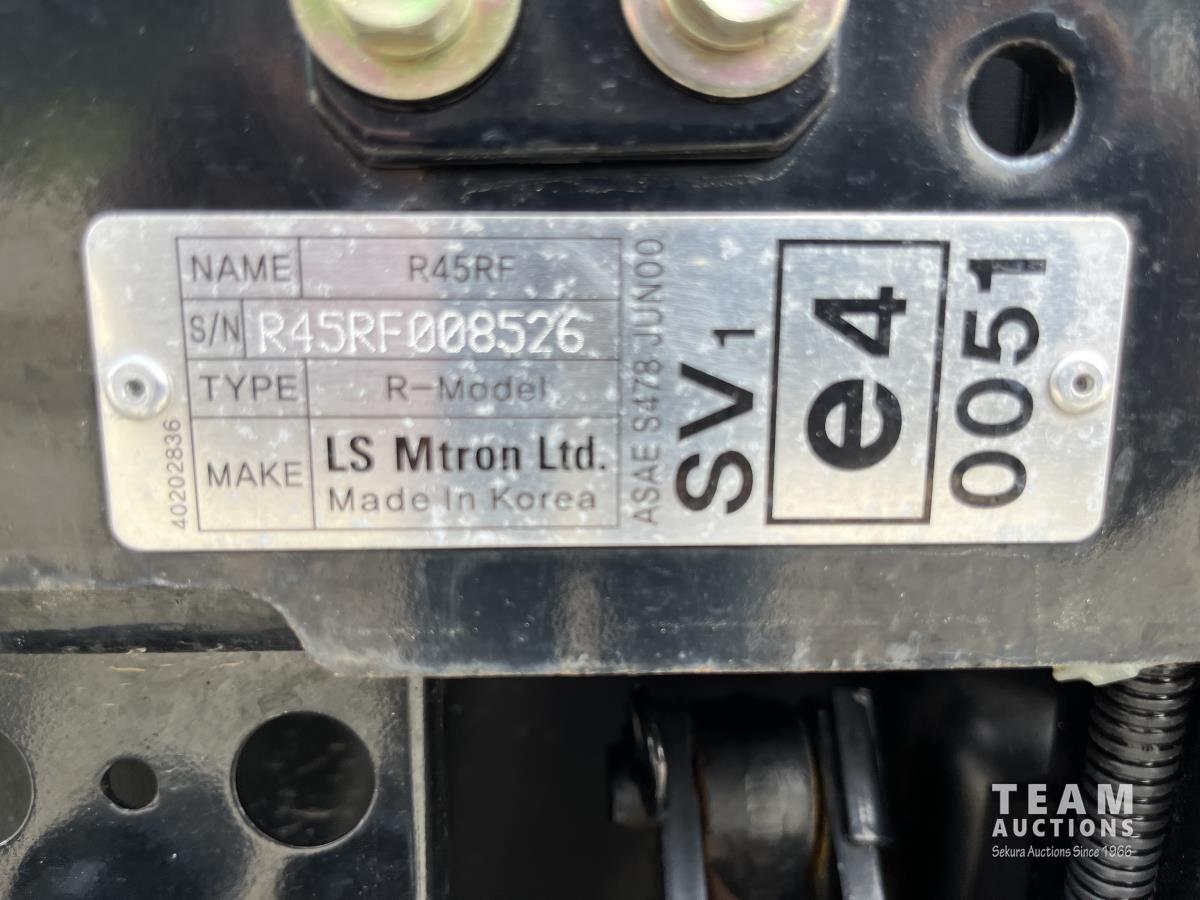 NAME R45RF
S/N R45RF008526
TYPE R-Model
MAKE LS Mtron Ltd.
Made In Korea
40202836
ASAE S478 JUN00
SV1
e4
0051
TEAM
AUCTIONS
Sekura Auctions Since 1966